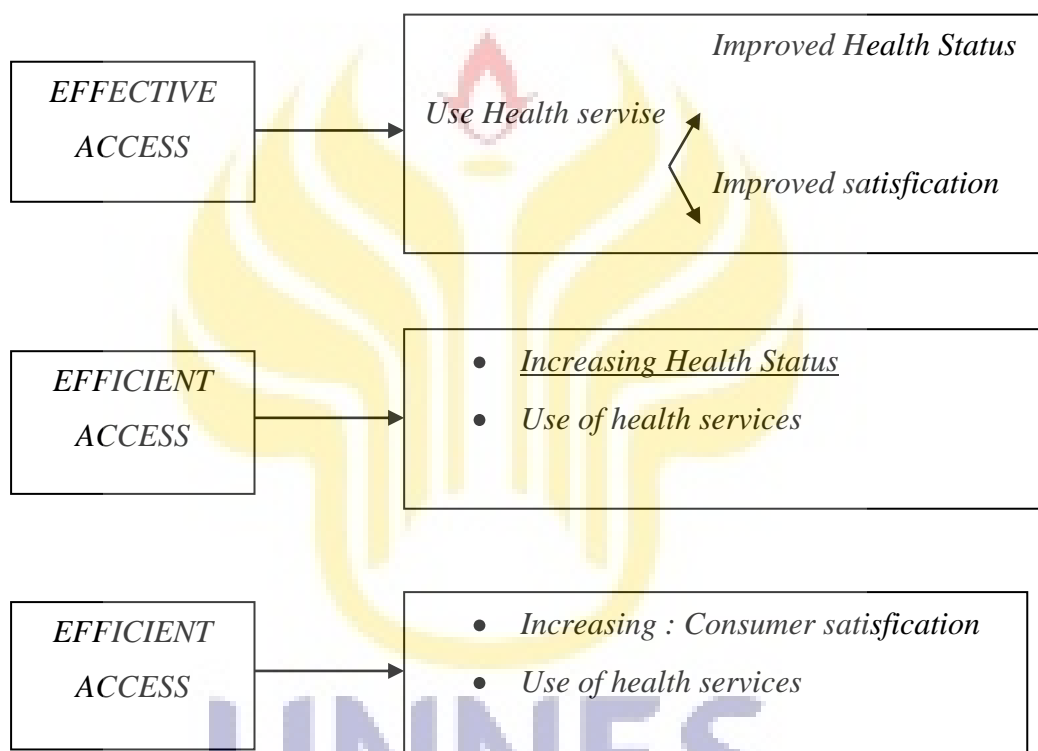 EFFECTIVE
ACCESS
Improved Health Status
Use Health servise
Improved satisfication
EFFICIENT
ACCESS
• Increasing Health Status
• Use of health services
EFFICIENT
ACCESS
• Increasing : Consumer satisfication
• Use of health services
UNNES